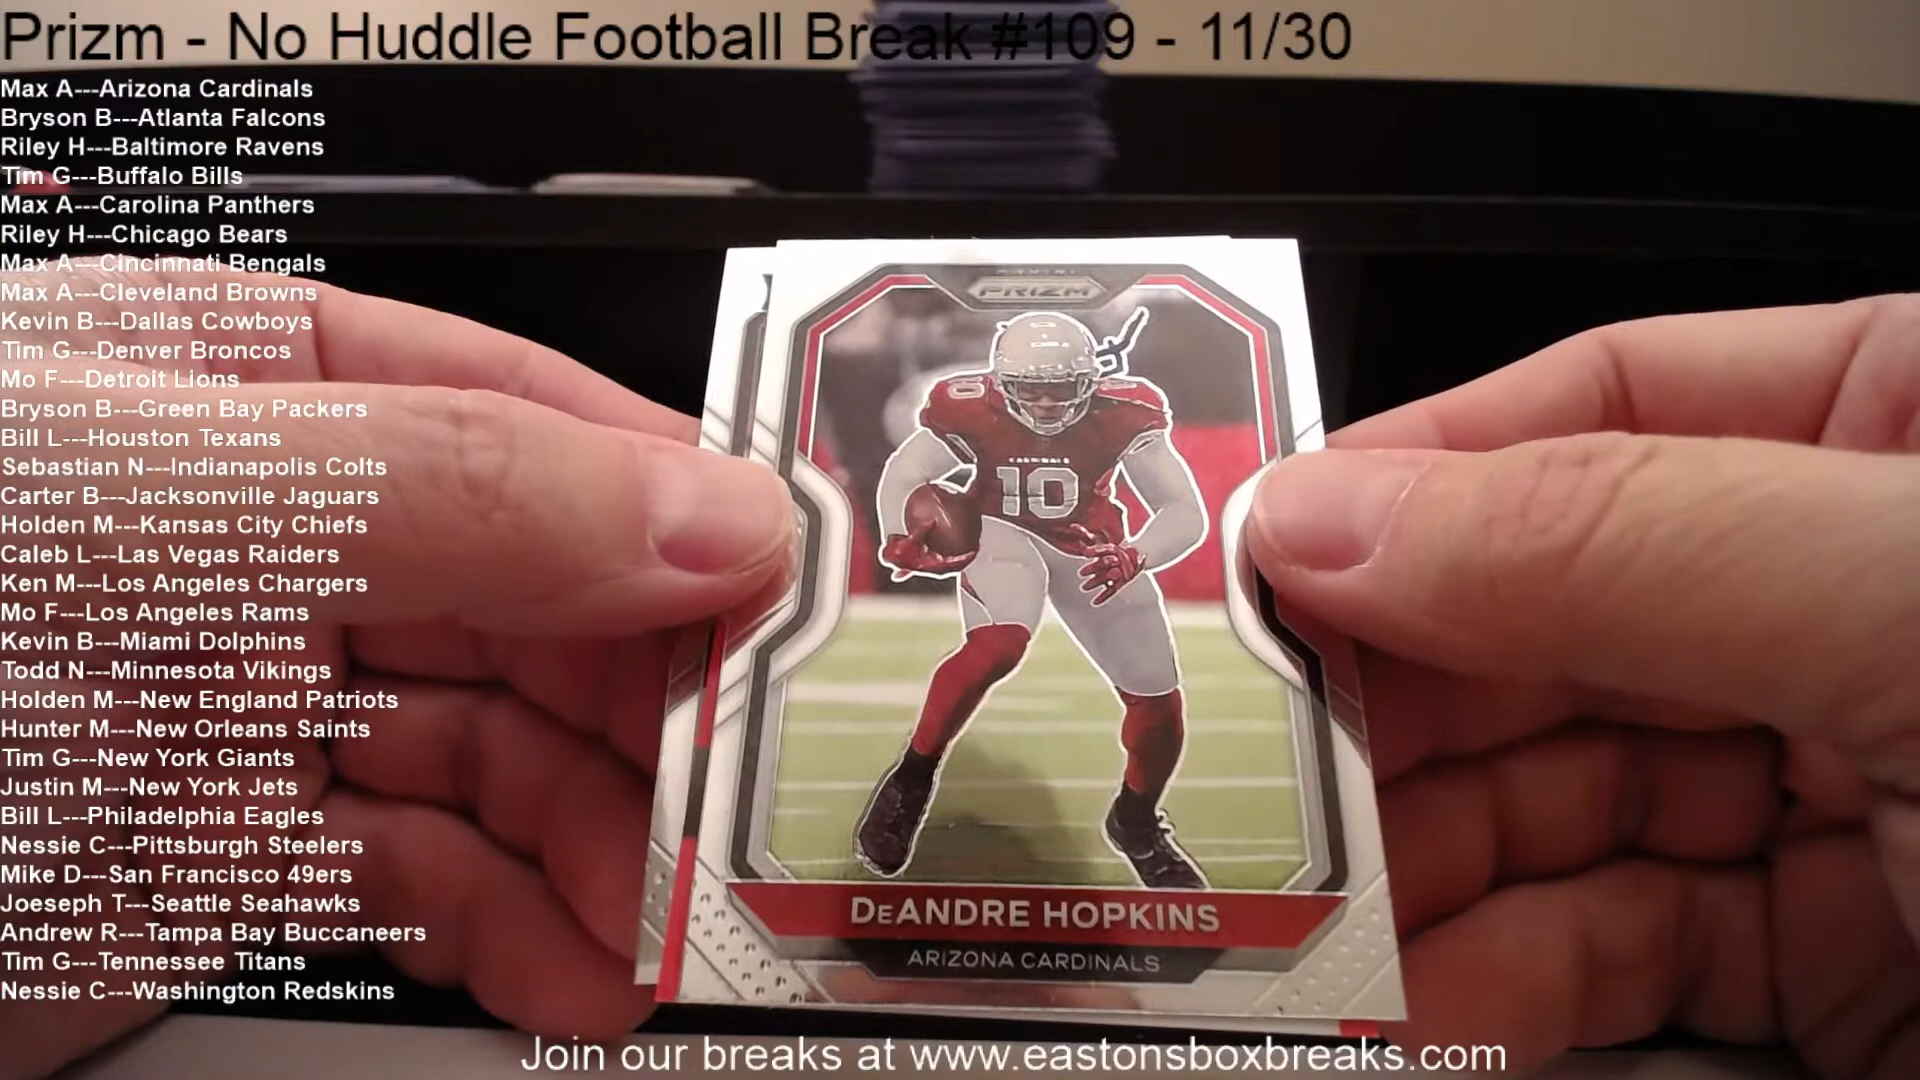 Prizm - No Huddle Football Break #109 - 11/30
Max A---Arizona Cardinals
Bryson B---Atlanta Falcons
Riley H---Baltimore Ravens
Tim G---Buffalo Bills
Max A---Carolina Panthers
Riley H---Chicago Bears
Max A---Cincinnati Bengals
Max A---Cleveland Browns
Kevin B---Dallas Cowboys
Tim G---Denver Broncos
Mo F---Detroit Lions
Bryson B---Green Bay Packers
Bill L---Houston Texans
Sebastian N---Indianapolis Colts
Carter B---Jacksonville Jaguars
Holden M---Kansas City Chiefs
Caleb L---Las Vegas Raiders
Ken M---Los Angeles Chargers
Mo F---Los Angeles Rams
Kevin B---Miami Dolphins
Todd N---Minnesota Vikings
Holden M---New England Patriots
Hunter M---New Orleans Saints
Tim G---New York Giants
Justin M---New York Jets
Bill L---Philadelphia Eagles
Nessie C---Pittsburgh Steelers
Mike D---San Francisco 49ers
Joeseph T---Seattle Seahawks
Andrew R---Tampa Bay Buccaneers
Tim G---Tennessee Titans
Nessie C---Washington Redskins
PRIZM
10
CARDINALS
10
DeANDRE HOPKINS
ARIZONA CARDINALS
Join our breaks at www.eastonsboxbreaks.com